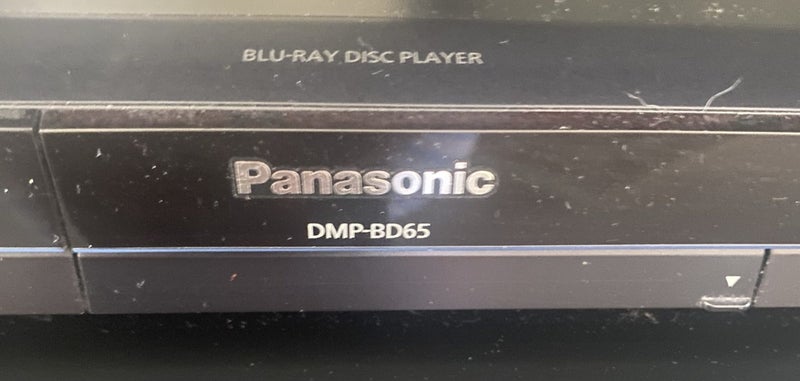 BLU-RAY DISC PLAYER
Panasonic
DMP-BD65